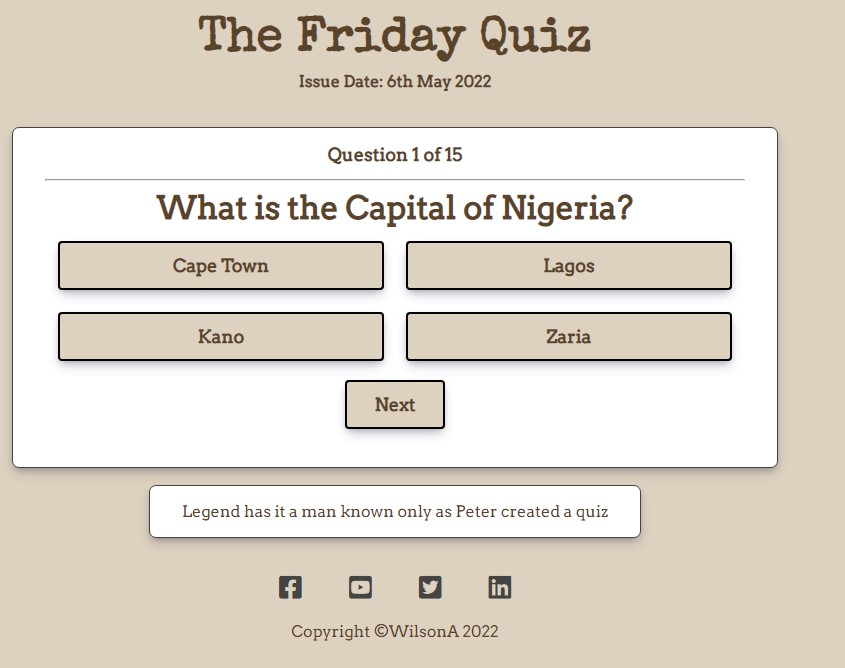 The Friday Quiz
Issue Date: 6th May 2022
Question 1 of 15
What is the Capital of Nigeria?
Cape Town
Lagos
Kano
Zaria
Next
Legend has it a man known only as Peter created a quiz
Copyright ©WilsonA 2022